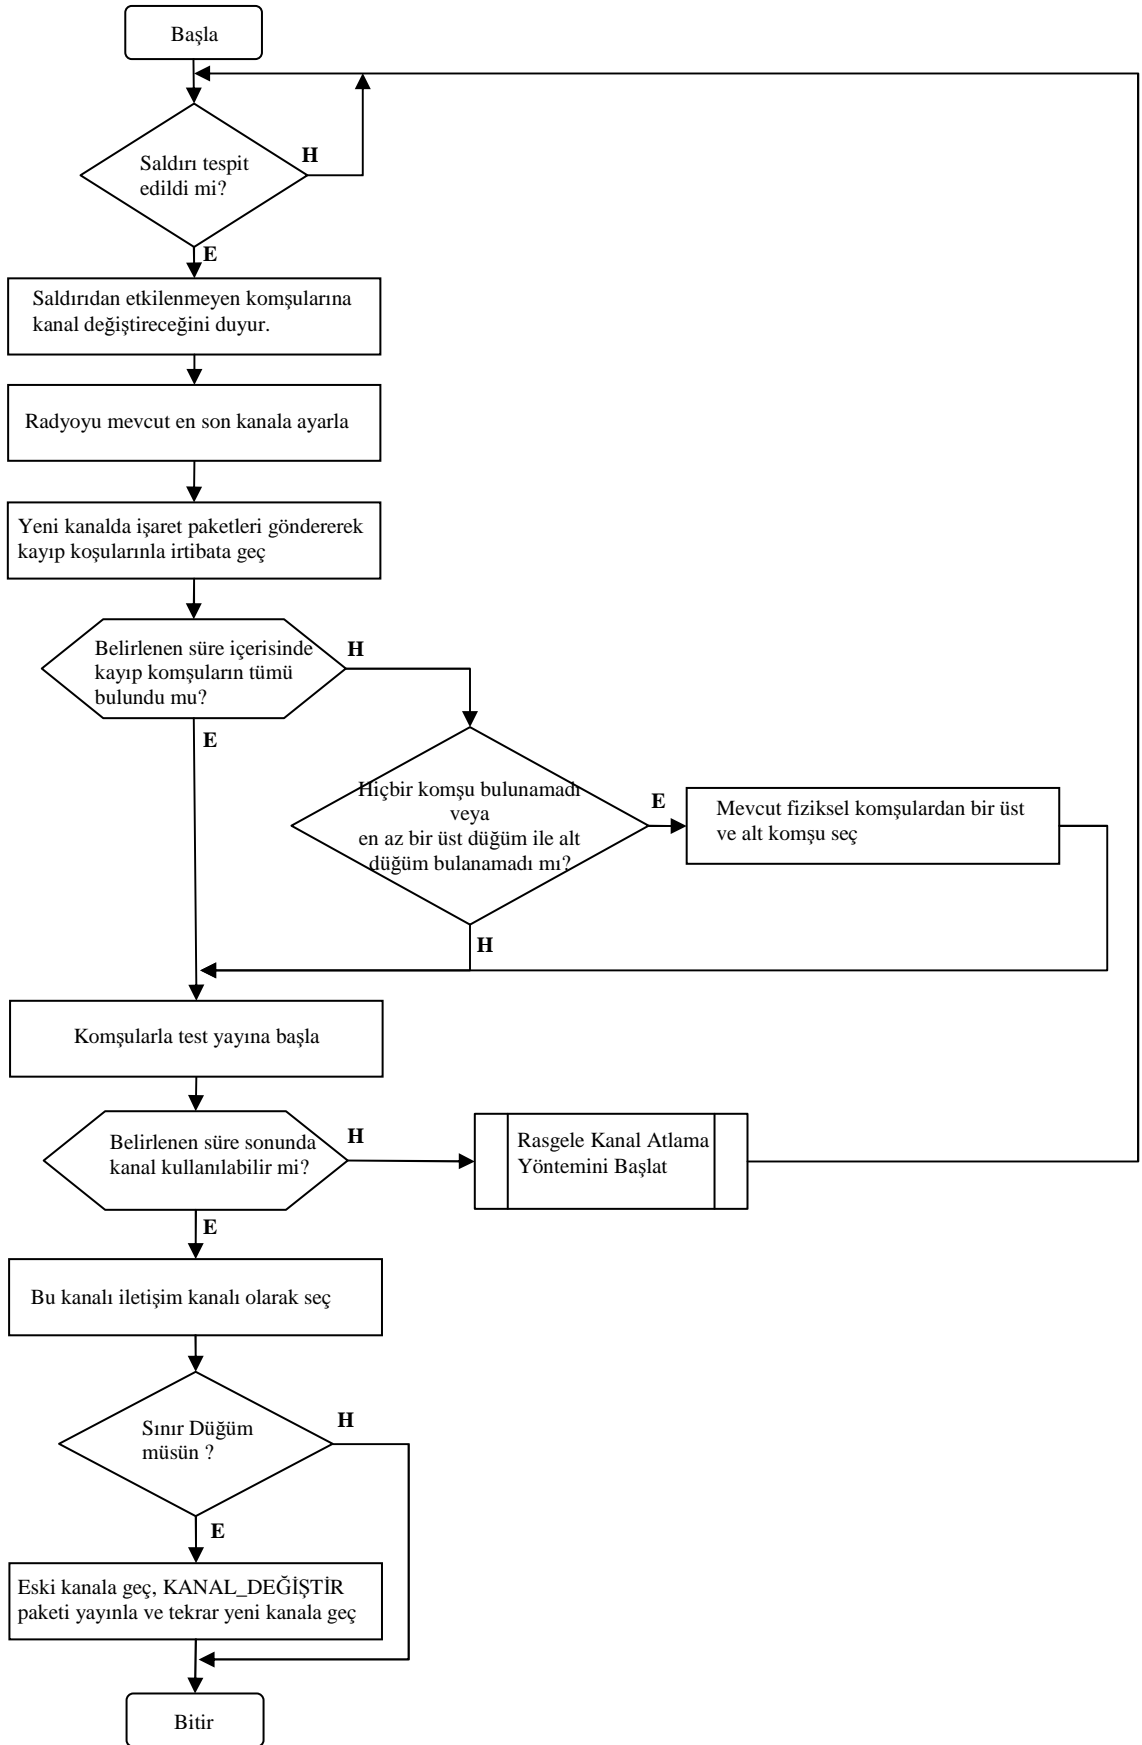 Başla
H
Saldırı tespit
edildi mi?
E
Saldırıdan etkilenmeyen komşularına
kanal değiştireceğini duyur.
Radyoyu mevcut en son kanala ayarla
Yeni kanalda işaret paketleri göndererek
kayıp koşularınla irtibata geç
Belirlenen süre içerisinde
kayıp komşuların tümü
bulundu mu?
H
E
Hiçbir komşu bulunamadı
veya
en az bir üst düğüm ile alt
düğüm bulanamadı mı?
E
Mevcut fiziksel komşulardan bir üst
ve alt komşu seç
H
Komşularla test yayına başla
Belirlenen süre sonunda
kanal kullanılabilir mi?
H
Rasgele Kanal Atlama
Yöntemini Başlat
E
Bu kanalı iletişim kanalı olarak seç
Sınır Düğüm
müsün ?
H
E
Eski kanala geç, KANAL_DEĞİŞTİR
paketi yayınla ve tekrar yeni kanala geç
Bitir